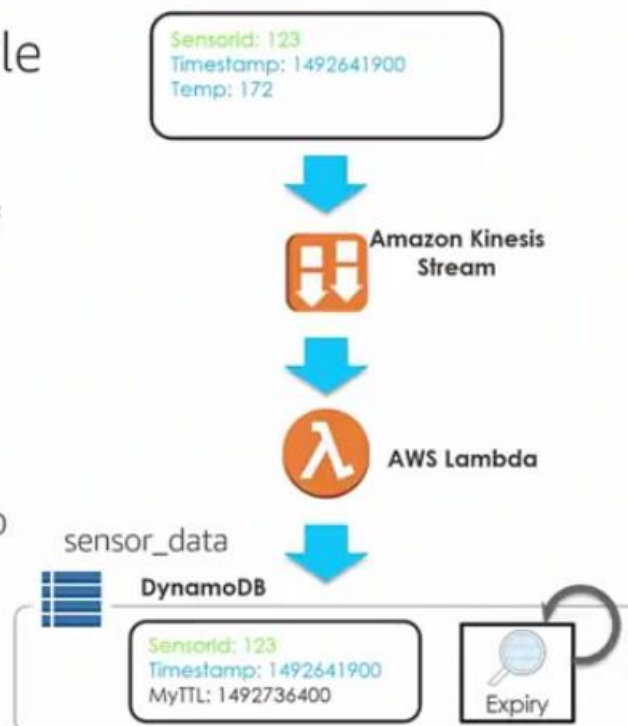 le
SensorId: 123
Timestamp: 1492641900
Temp: 172
Amazon Kinesis
Stream
AWS Lambda
sensor_data
DynamoDB
SensorId: 123
Timestamp: 1492641900
MyTTL: 1492736400
Expiry